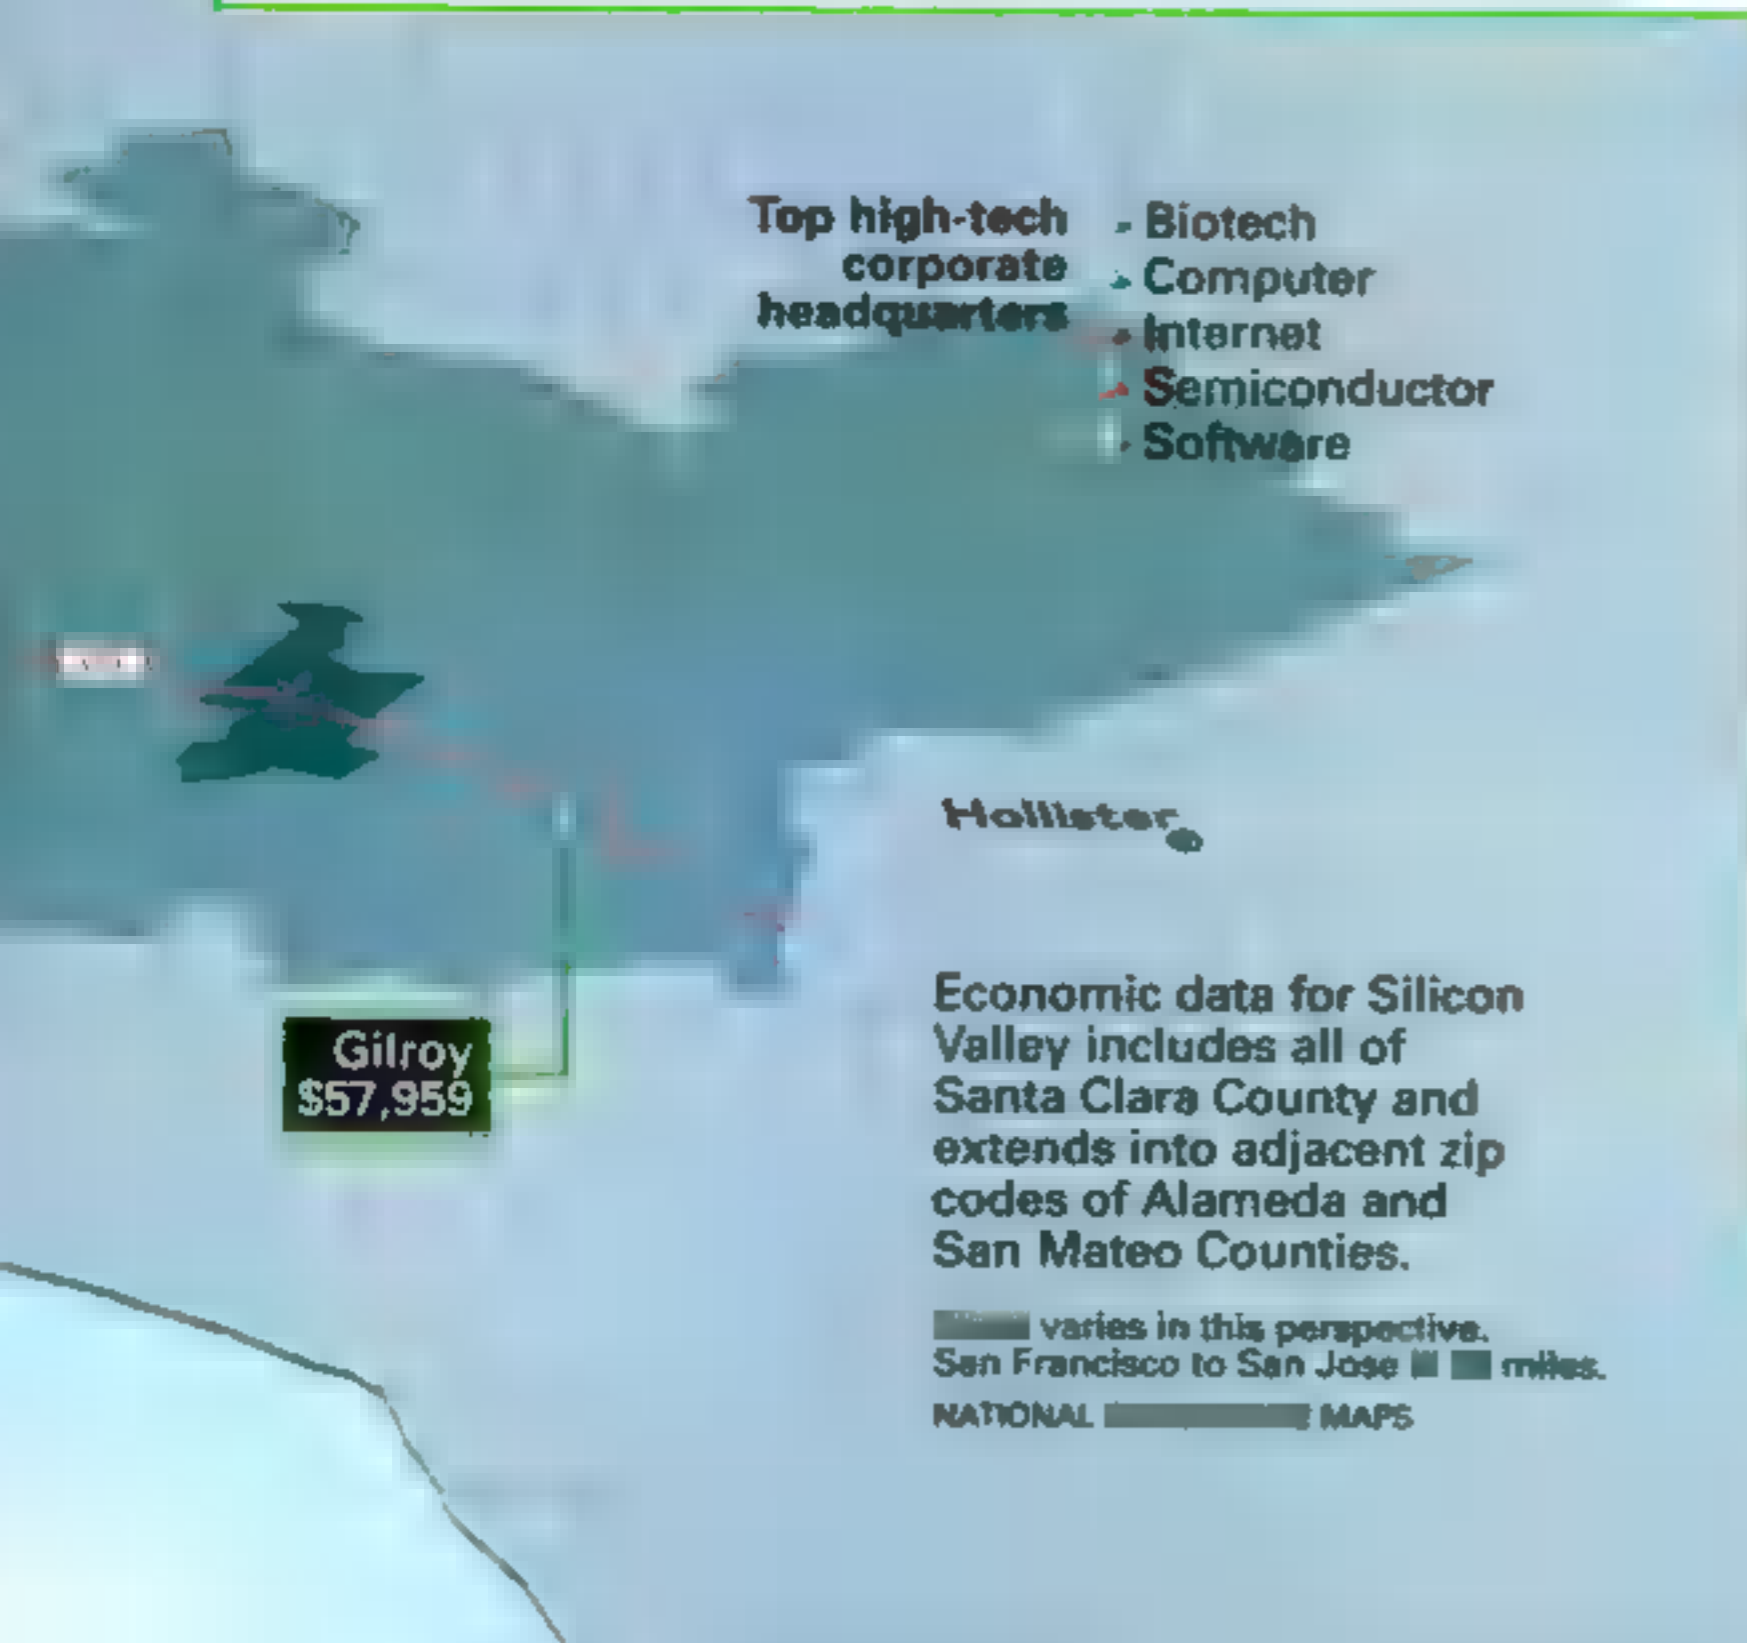 Top high-tech
corporate
headquarters
Biotech
Computer
Internet
Semiconductor
Software
Hollister
Gilroy
$57,959
Economic data for Silicon
Valley includes all of
Santa Clara County and
extends into adjacent zip
codes of Alameda and
San Mateo Counties.
varies in this perspective.
San Francisco to San Jose miles.
NATIONAL MAPS